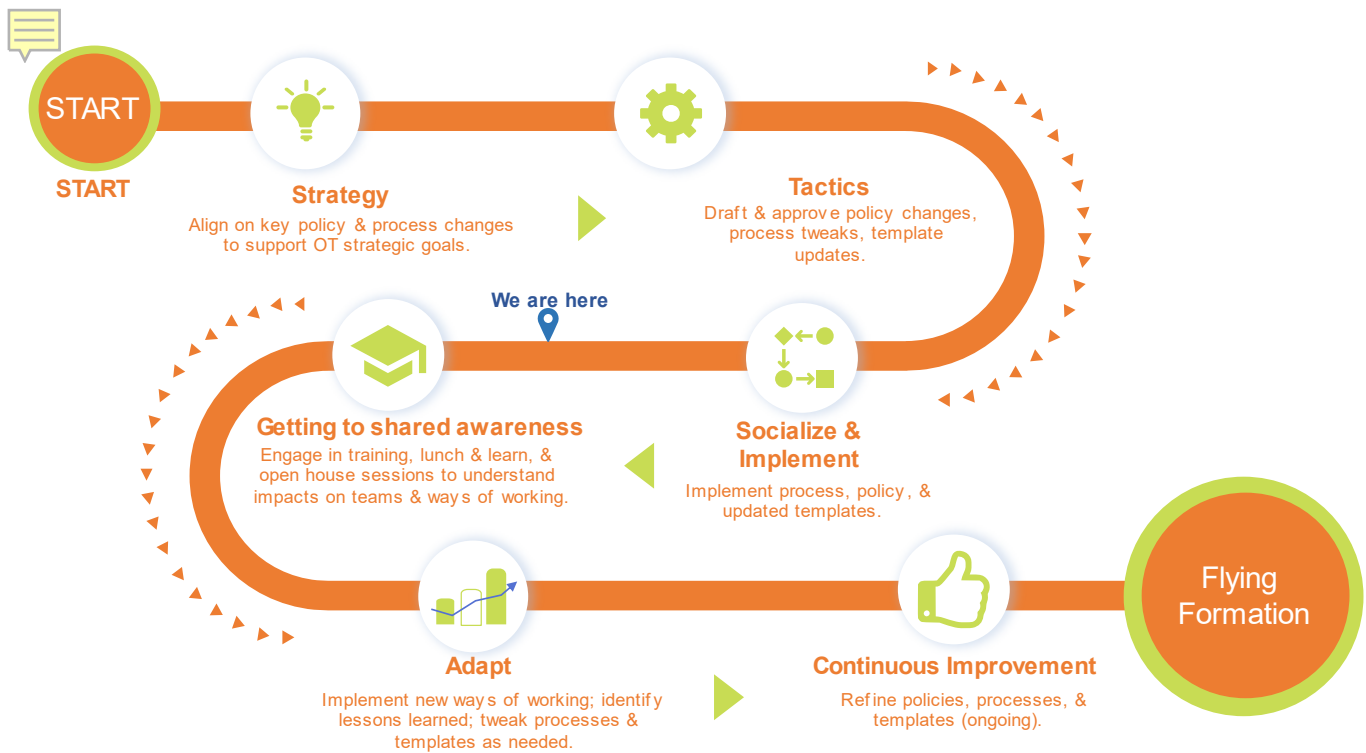 START
START
Strategy
Align on key policy & process changes
to support OT strategic goals.
Tactics
Draft & approve policy changes,
process tweaks, template
updates.
We are here
Socialize &
Implement
Implement process, policy, &
updated templates.
Getting to shared awareness
Engage in training, lunch & learn, &
open house sessions to understand
impacts on teams & ways of working.
Adapt
Implement new ways of working; identify
lessons learned; tweak processes &
templates as needed.
Continuous Improvement
Refine policies, processes, &
templates (ongoing).
Flying
Formation